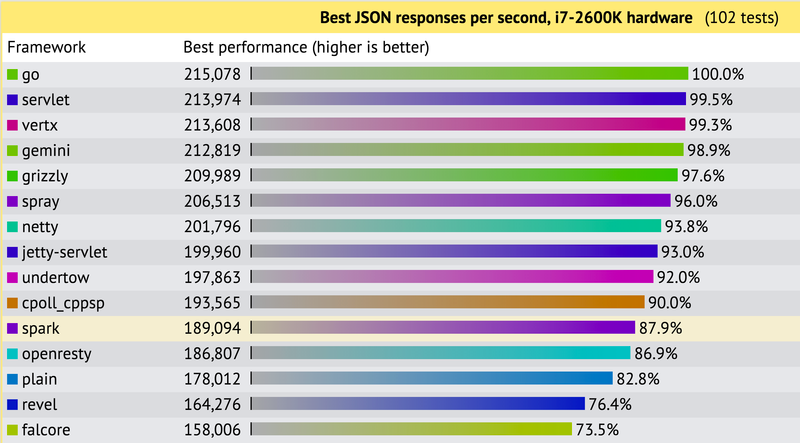 Best JSON responses per second, i7-2600K hardware (102 tests)
Framework Best performance (higher is better)
go 215,078 100.0%
servlet 213,974 99.5%
vertx 213,608 99.3%
gemini 212,819 98.9%
grizzly 209,989 97.6%
spray 206,513 96.0%
netty 201,796 93.8%
jetty-servlet 199,960 93.0%
undertow 197,863 92.0%
cpoll_cppsp 193,565 90.0%
spark 189,094 87.9%
openresty 186,807 86.9%
plain 178,012 82.8%
revel 164,276 76.4%
falcore 158,006 73.5%